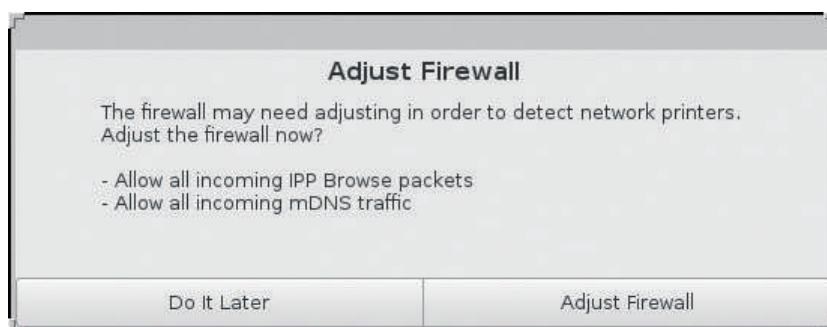 Adjust Firewall
The firewall may need adjusting in order to detect network printers.
Adjust the firewall now?
- Allow all incoming IPP Browse packets
- Allow all incoming mDNS traffic
Do It Later
Adjust Firewall